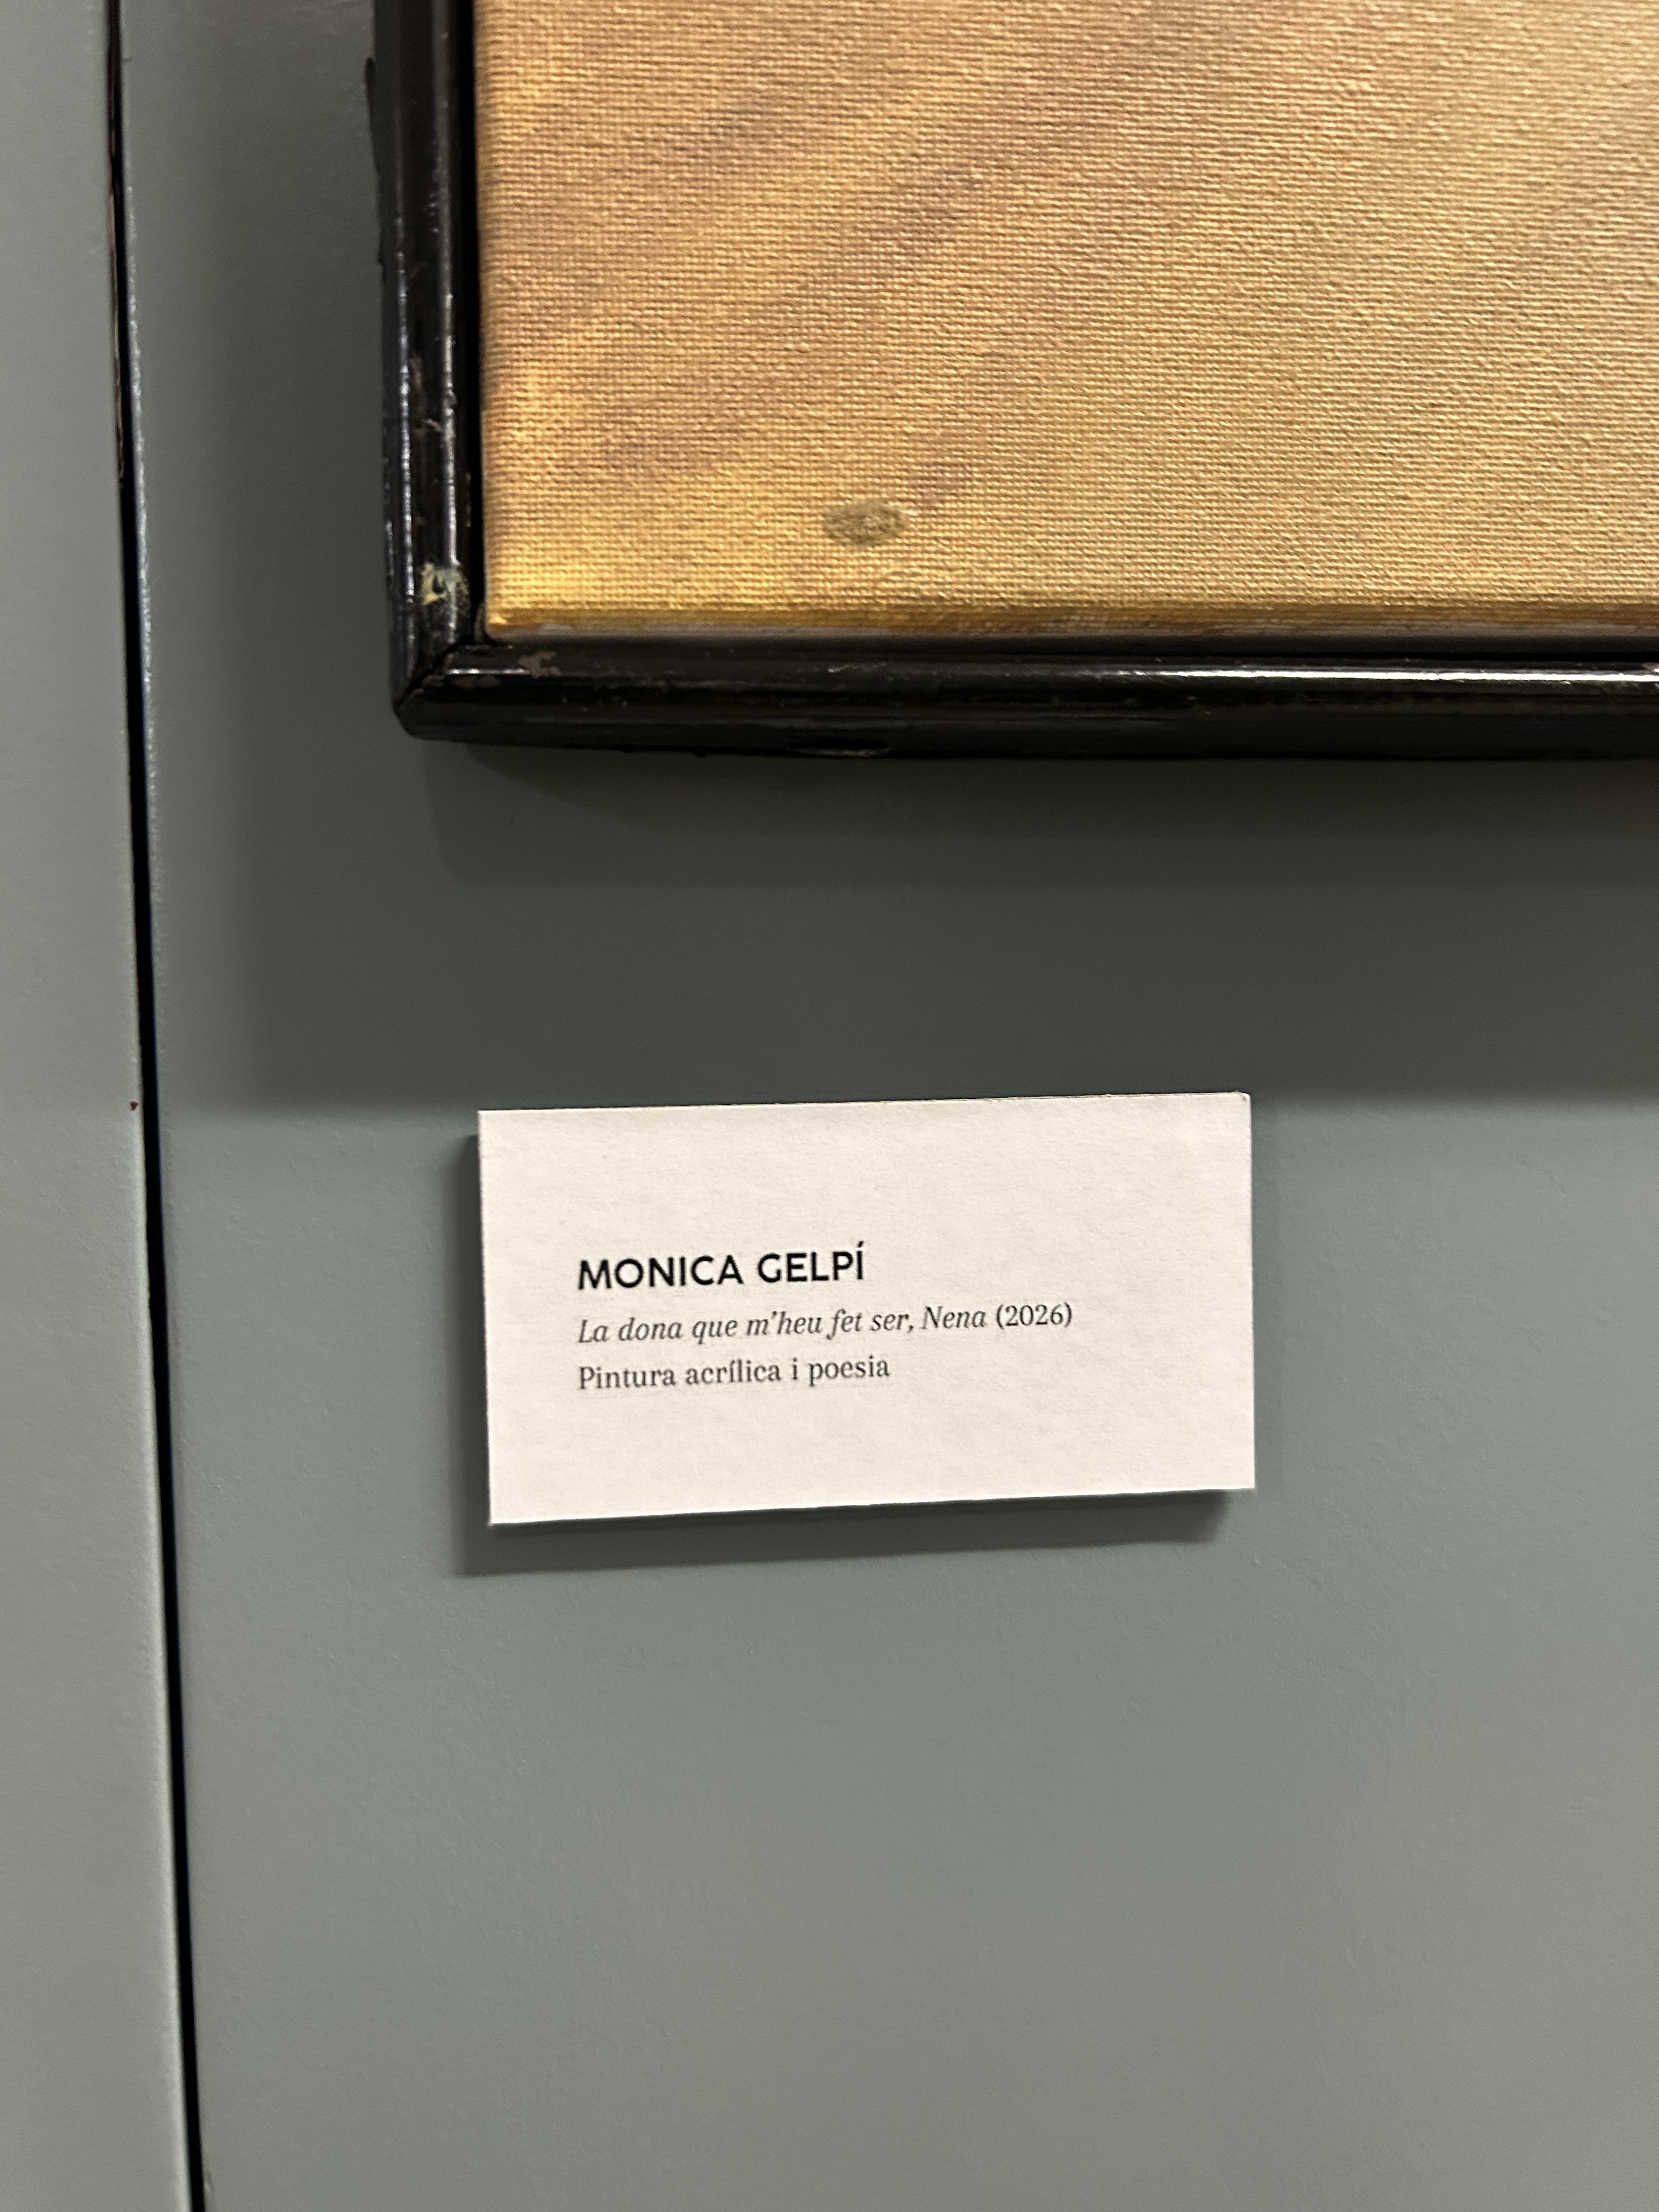 MONICA GELPÍ
La dona que m’heu fet ser, Nena (2026)
Pintura acrílica i poesia